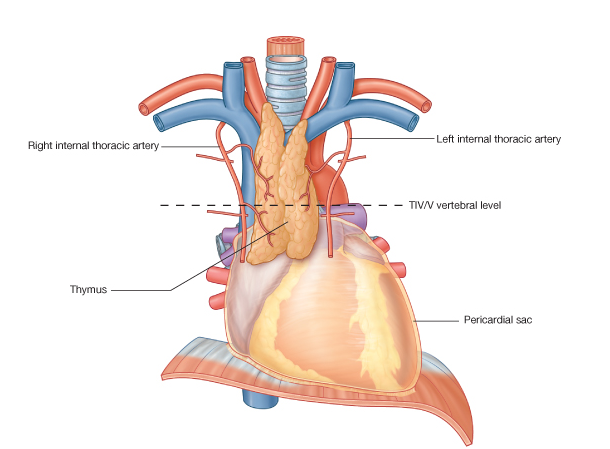 Right internal thoracic artery
Left internal thoracic artery
TIV/V vertebral level
Thymus
Pericardial sac